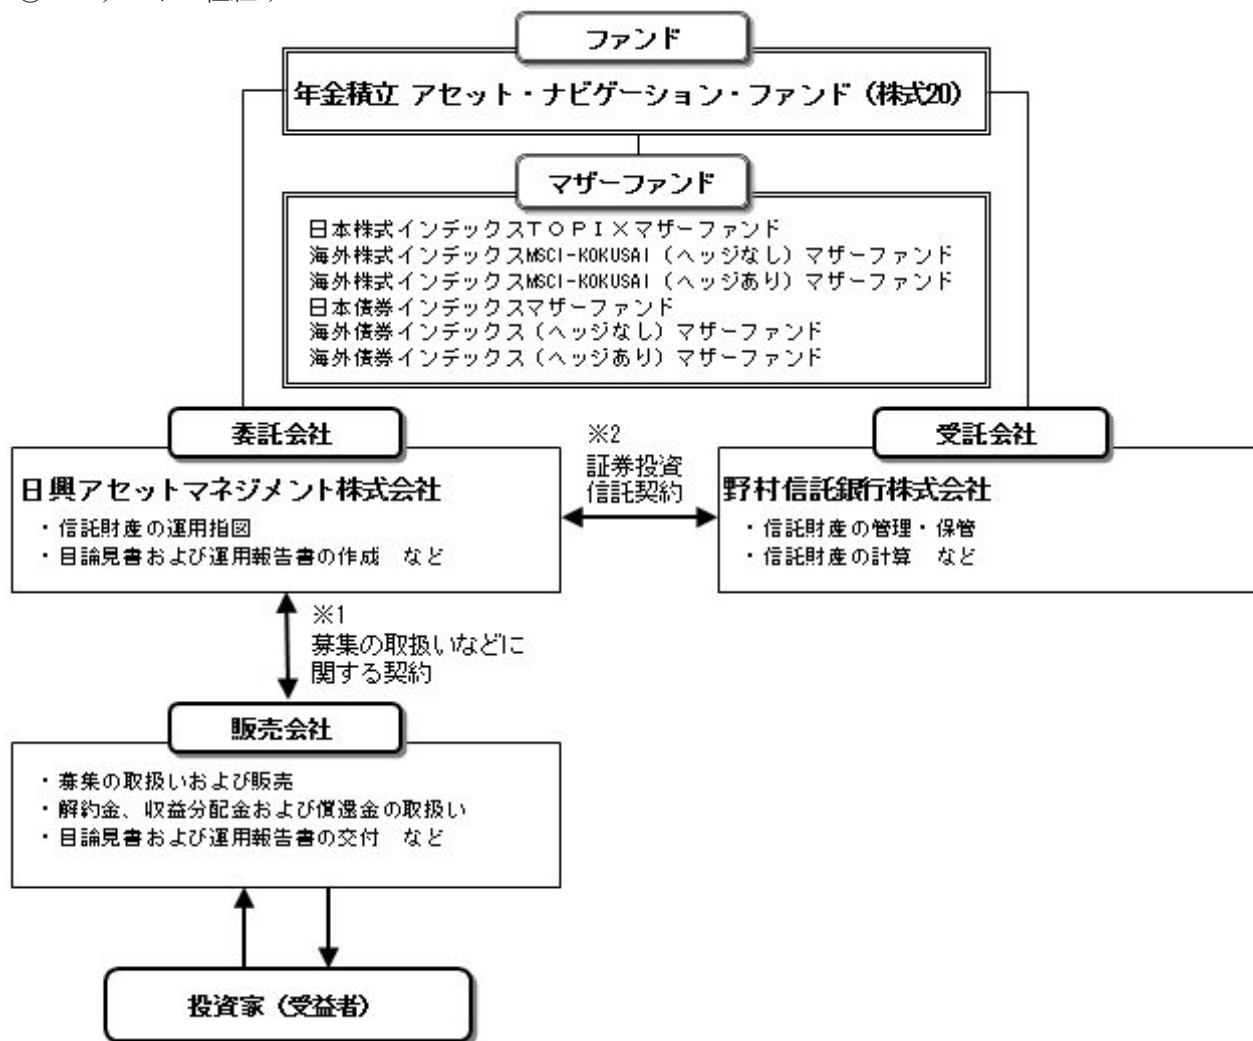 ファンド
年金積立 アセット・ナビゲーション・ファンド（株式20）
マザーファンド
日本株式インデックスＴＯＰＩＸマザーファンド
海外株式インデックスMSCI-KOKUSAI（ヘッジなし）マザーファンド
海外株式インデックスMSCI-KOKUSAI（ヘッジあり）マザーファンド
日本債券インデックスマザーファンド
海外債券インデックス（ヘッジなし）マザーファンド
海外債券インデックス（ヘッジあり）マザーファンド
委託会社
日興アセットマネジメント株式会社
・信託財産の運用指図
・目論見書および運用報告書の作成　など
※2
証券投資
信託契約
受託会社
野村信託銀行株式会社
・信託財産の管理・保管
・信託財産の計算　など
※1
募集の取扱いなどに
関する契約
販売会社
・募集の取扱いおよび販売
・解約金、収益分配金および償還金の取扱い
・目論見書および運用報告書の交付　など
投資家（受益者）